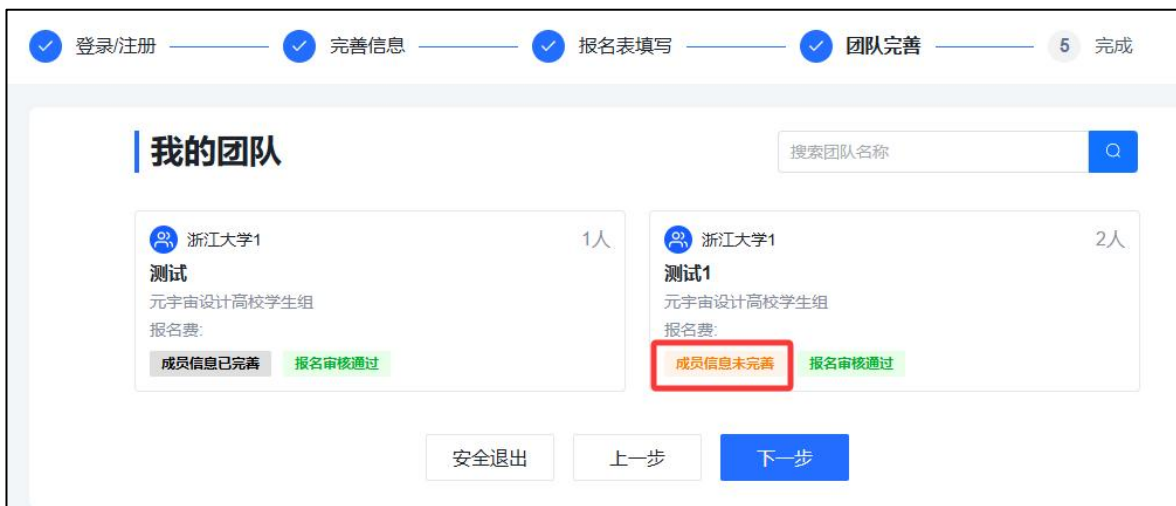 登录/注册 完善信息 报名表填写 团队完善 5 完成
我的团队
搜索团队名称
浙江大学1 1人
测试
元宇宙设计高校学生组
报名费:
成员信息已完善 报名审核通过
浙江大学1 2人
测试1
元宇宙设计高校学生组
报名费:
成员信息未完善 报名审核通过
安全退出 上一步 下一步